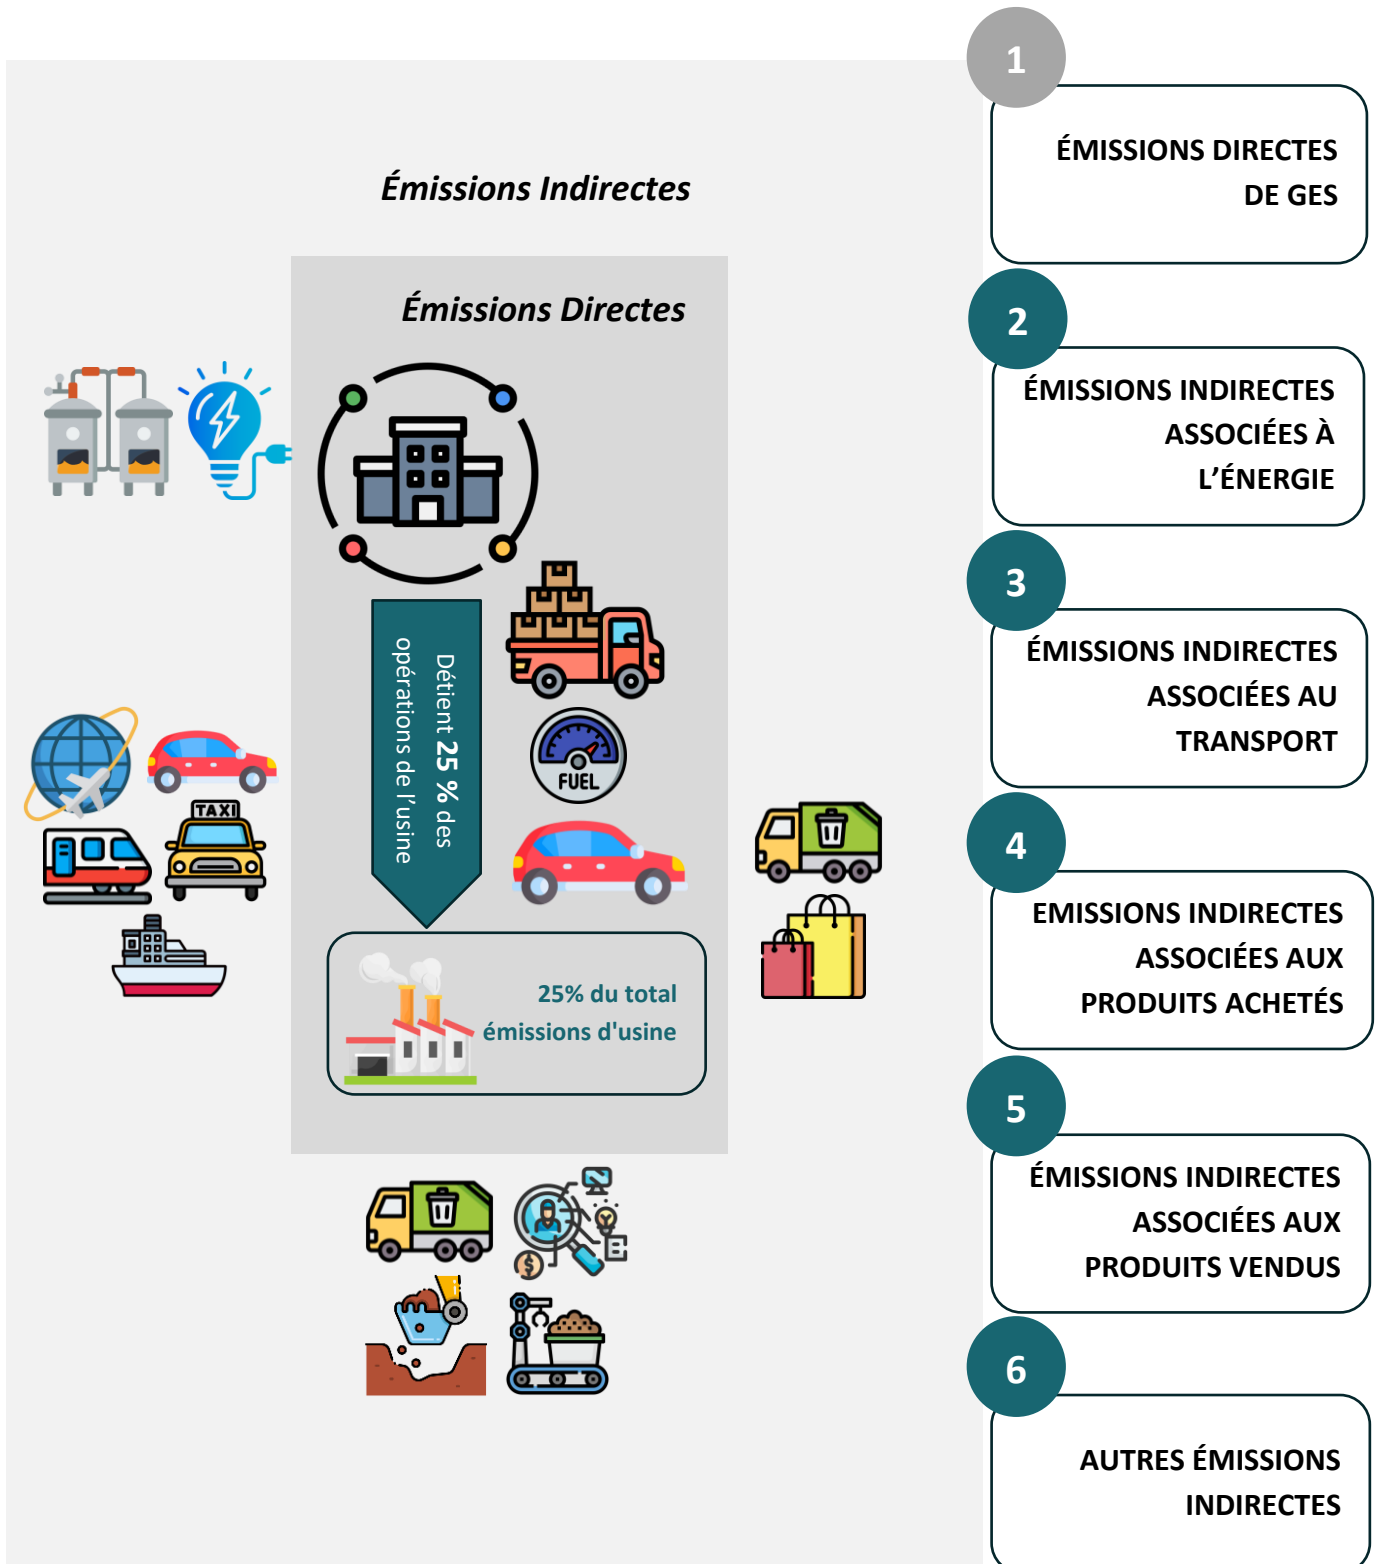 Émissions Indirectes
Émissions Directes
Détient 25 % des
opérations de l'usine
FUEL
TAXI
25% du total
émissions d'usine
1
ÉMISSIONS DIRECTES
DE GES
2
ÉMISSIONS INDIRECTES
ASSOCIÉES À
L'ÉNERGIE
3
ÉMISSIONS INDIRECTES
ASSOCIÉES AU
TRANSPORT
4
EMISSIONS INDIRECTES
ASSOCIÉES AUX
PRODUITS ACHETÉS
5
ÉMISSIONS INDIRECTES
ASSOCIÉES AUX
PRODUITS VENDUS
6
AUTRES ÉMISSIONS
INDIRECTES